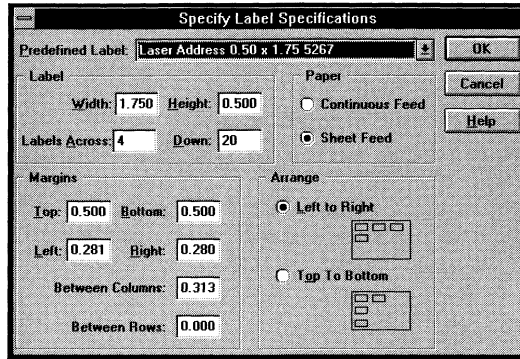 Specify Label Specifications
Predefined Label: Laser Address 0.50 x 1.75 5267
OK
Cancel
Help
Label
Width: 1.750 Height: 0.500
Labels Across: 4 Down: 20
Paper
Continuous Feed
Sheet Feed
Margins
Top: 0.500 Bottom: 0.500
Left: 0.281 Right: 0.280
Between Columns: 0.313
Between Rows: 0.000
Arrange
Left to Right
Top To Bottom